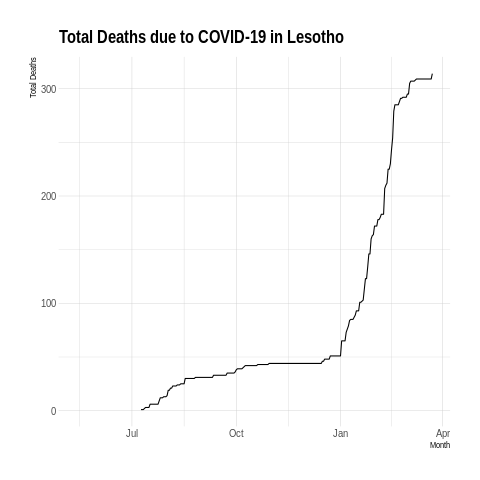 Total Deaths due to COVID-19 in Lesotho
Total Deaths
300
200
100
0
Jul Oct Jan Apr
Month